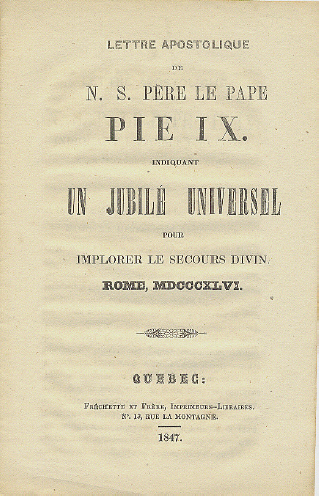 LETTRE APOSTOLIQUE
DE
N. S. PÈRE LE PAPE
PIE IX.
INDIQUANT
UN JUBILÉ UNIVERSEL
POUR
IMPLORER LE SECOURS DIVIN.
ROME, MDCCCXLVI.
QUEBEC:
FRÉCHETTE ET FRÈRE, IMPRIMEURS-LIBRAIRES.
N°. 13, RUE LA MONTAGNE.
1847.